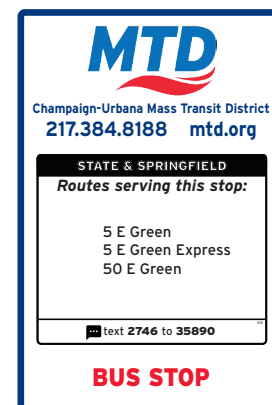 MTD
Champaign-Urbana Mass Transit District
217.384.8188 mtd.org
STATE & SPRINGFIELD
Routes serving this stop:
5 E Green
5 E Green Express
50 E Green
text 2746 to 35890
BUS STOP